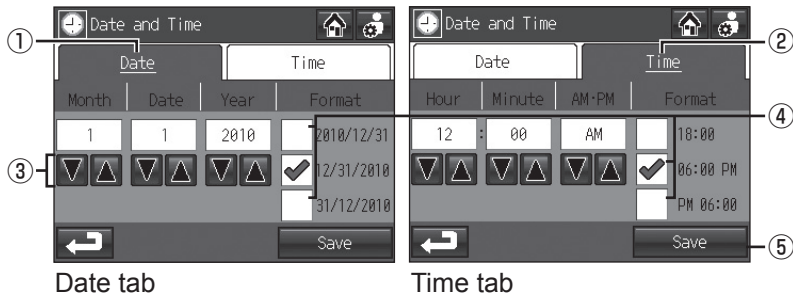 Date and Time
Date
Time
Month
Date
Year
Format
1
1
2010
2010/12/31
12/31/2010
31/12/2010
Save
Date tab
Date and Time
Date
Time
Hour
Minute
AM·PM
Format
12
:
00
AM
18:00
06:00 PM
PM 06:00
Save
Time tab
①
②
③
④
⑤